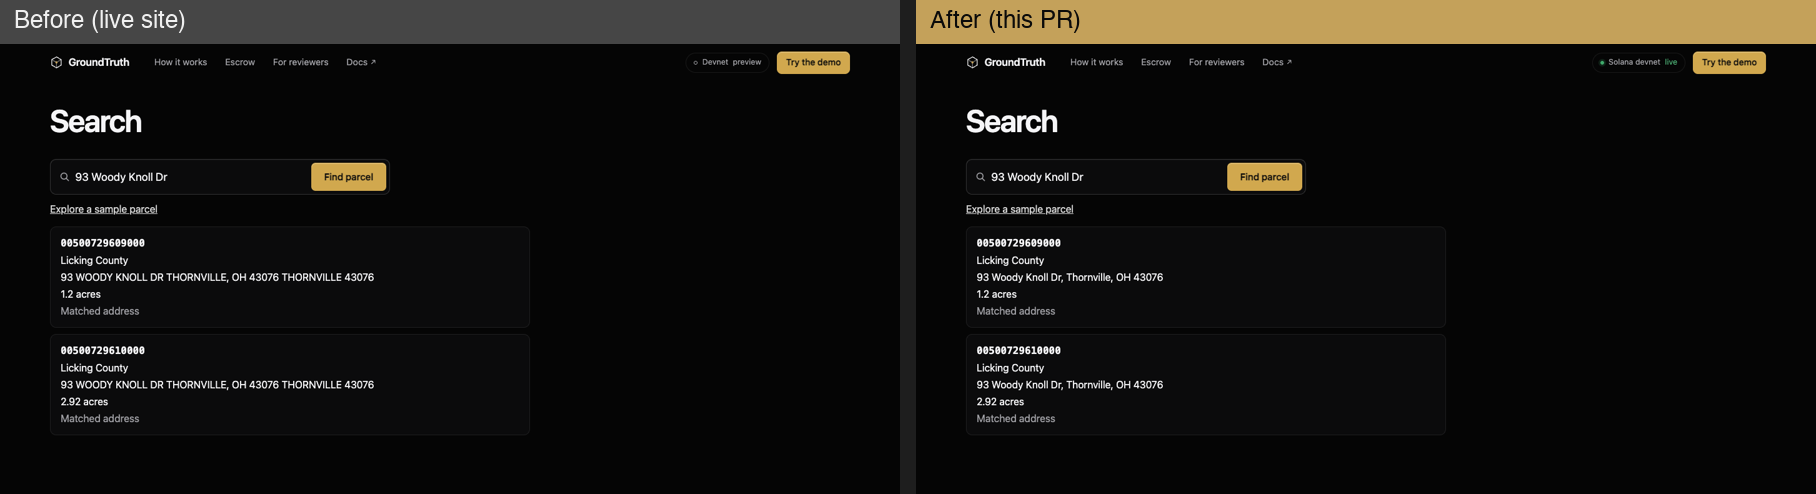 Before (live site)
GroundTruth How it works Escrow For reviewers Docs ↗ Devnet preview Try the demo
Search
93 Woody Knoll Dr Find parcel
Explore a sample parcel
00500729609000
Licking County
93 WOODY KNOLL DR THORNVILLE, OH 43076 THORNVILLE 43076
1.2 acres
Matched address
00500729610000
Licking County
93 WOODY KNOLL DR THORNVILLE, OH 43076 THORNVILLE 43076
2.92 acres
Matched address
After (this PR)
GroundTruth How it works Escrow For reviewers Docs ↗ Solana devnet live Try the demo
Search
93 Woody Knoll Dr Find parcel
Explore a sample parcel
00500729609000
Licking County
93 Woody Knoll Dr, Thornville, OH 43076
1.2 acres
Matched address
00500729610000
Licking County
93 Woody Knoll Dr, Thornville, OH 43076
2.92 acres
Matched address